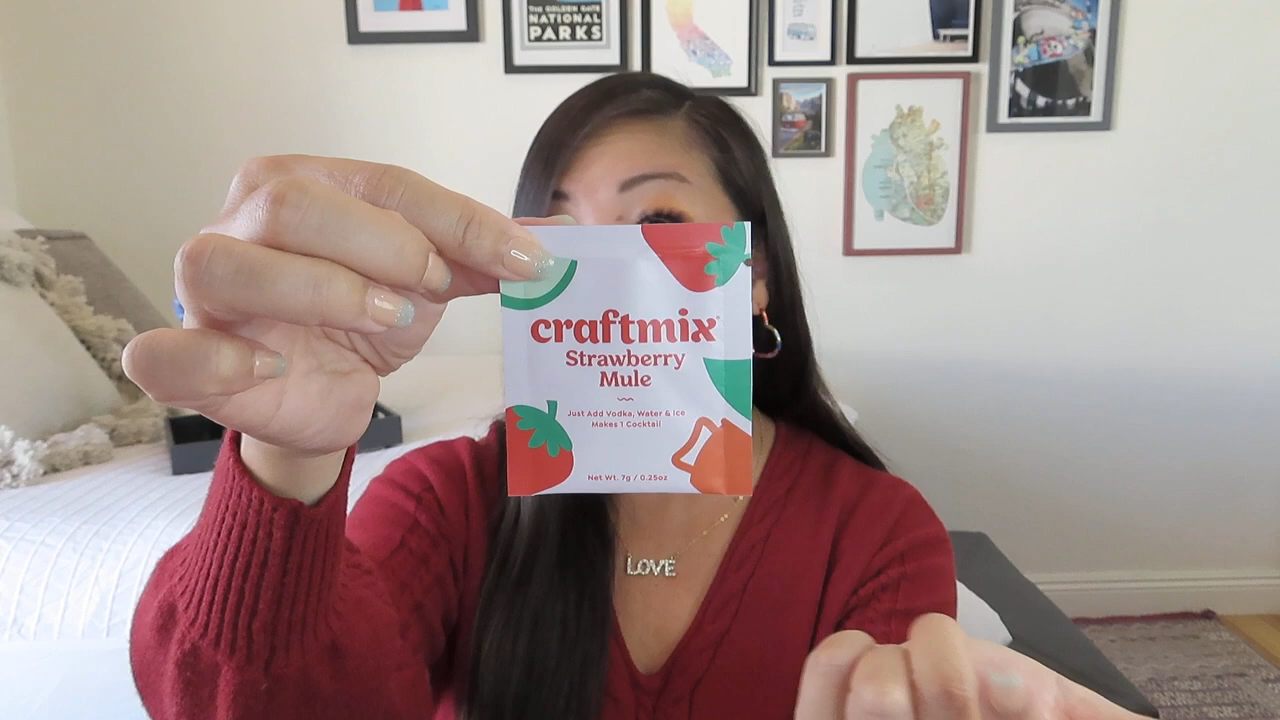 THE GOLDEN GATE
NATIONAL
PARKS
craftmix
Strawberry
Mule
Just Add Vodka, Water & Ice
Makes 1 Cocktail
Net Wt. 7g / 0.25oz
LOVE